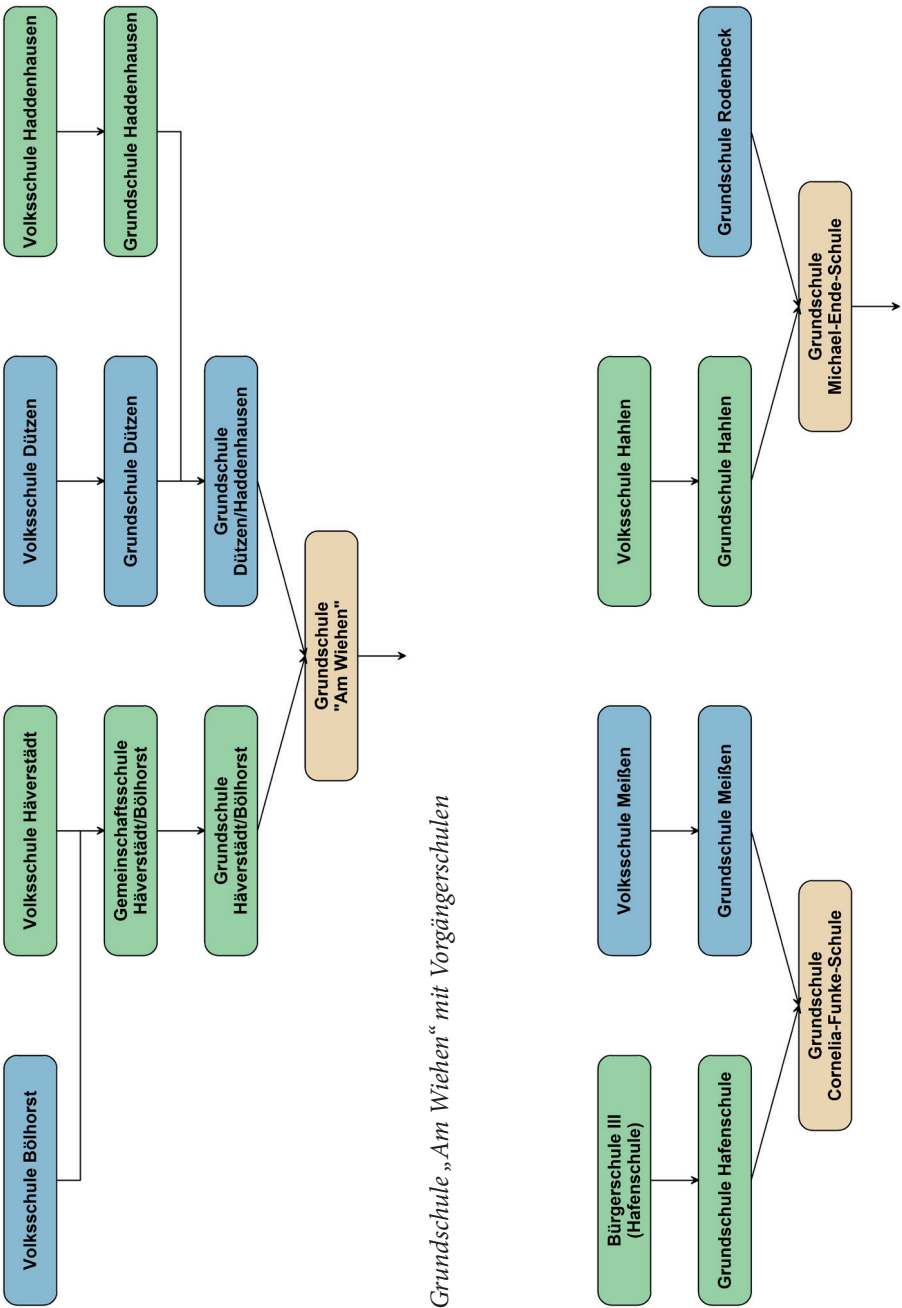 Volksschule Bölhorst
Volksschule Häverstädt
Volksschule Dützen
Volksschule Haddenhausen
Gemeinschaftsschule
Häverstädt/Bölhorst
Grundschule Dützen
Grundschule Haddenhausen
Grundschule
Häverstädt/Bölhorst
Grundschule
Dützen/Haddenhausen
Grundschule
"Am Wiehen"
Grundschule „Am Wiehen“ mit Vorgängerschulen
Bürgerschule III
(Hafenschule)
Volksschule Meißen
Volksschule Hahlen
Grundschule Hafenschule
Grundschule Meißen
Grundschule Hahlen
Grundschule Rodenbeck
Grundschule
Cornelia-Funke-Schule
Grundschule
Michael-Ende-Schule